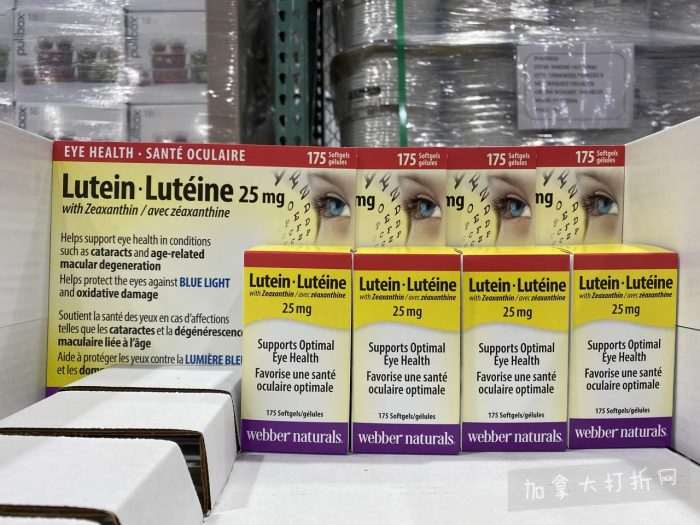 EYE HEALTH · SANTÉ OCULAIRE
175 Softgels
gélules
175 Softgels
gélules
175 Softgels
gélules
175 Softgels
gélules
Lutein · Lutéine 25 mg
with Zeaxanthin / avec zéaxanthine
mg
mg
mg
Helps support eye health in conditions
such as cataracts and age-related
macular degeneration
Helps protect the eyes against BLUE LIGHT
and oxidative damage
Soutient la santé des yeux en cas d'affections
telles que les cataractes et la dégénérescence
maculaire liée à l'âge
Aide à protéger les yeux contre la LUMIÈRE BLEU
et les dom
Lutein · Lutéine
with Zeaxanthin / avec zéaxanthine
25 mg
Supports Optimal
Eye Health
Favorise une santé
oculaire optimale
175 Softgels/gélules
webber naturals
Lutein · Lutéine
with Zeaxanthin / avec zéaxanthine
25 mg
Supports Optimal
Eye Health
Favorise une santé
oculaire optimale
175 Softgels/gélules
webber naturals
Lutein · Lutéine
with Zeaxanthin / avec zéaxanthine
25 mg
Supports Optimal
Eye Health
Favorise une santé
oculaire optimale
175 Softgels/gélules
webber naturals
Lutein · Lutéine
with Zeaxanthin / avec zéaxanthine
25 mg
Supports Optimal
Eye Health
Favorise une santé
oculaire optimale
175 Softgels/gélules
webber naturals
加拿大打折网